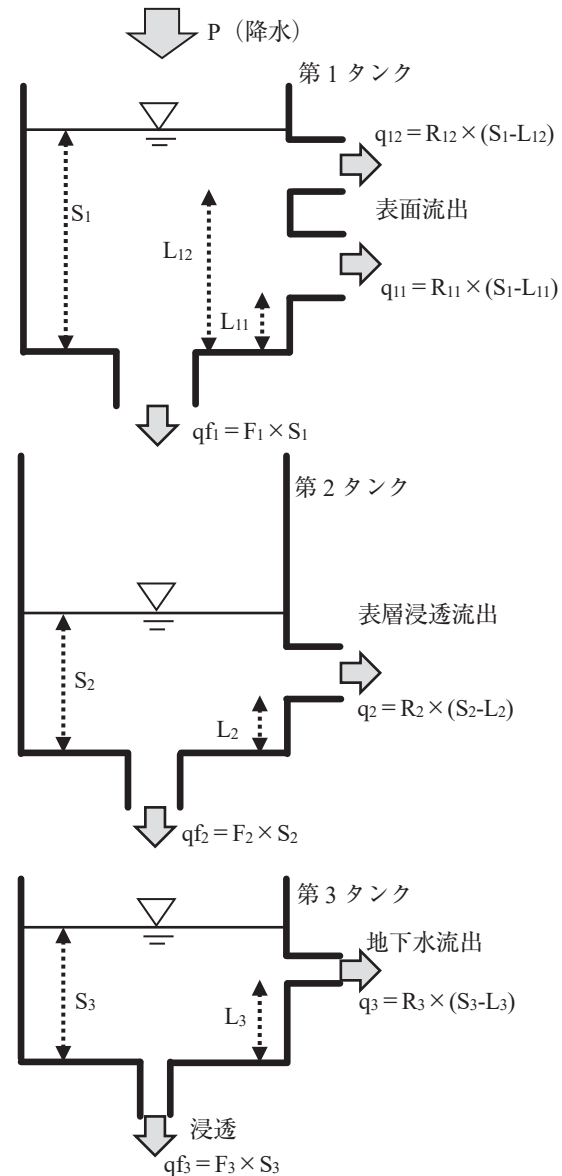 P（降水）
第1タンク
q12＝R12×(S1-L12)
S1
表面流出
L12
q11＝R11×(S1-L11)
L11
qf1＝F1×S1
第2タンク
表層浸透流出
S2
q2＝R2×(S2-L2)
L2
qf2＝F2×S2
第3タンク
地下水流出
S3
L3
q3＝R3×(S3-L3)
浸透
qf3＝F3×S3